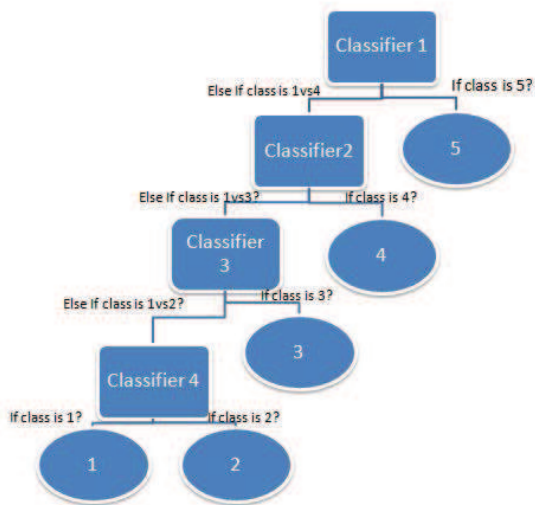 Classifier 1
Else If class is 1vs4
If class is 5?
Classifier2
5
Else If class is 1vs3?
If class is 4?
Classifier
3
4
Else If class is 1vs2?
If class is 3?
Classifier 4
3
If class is 1?
If class is 2?
1
2